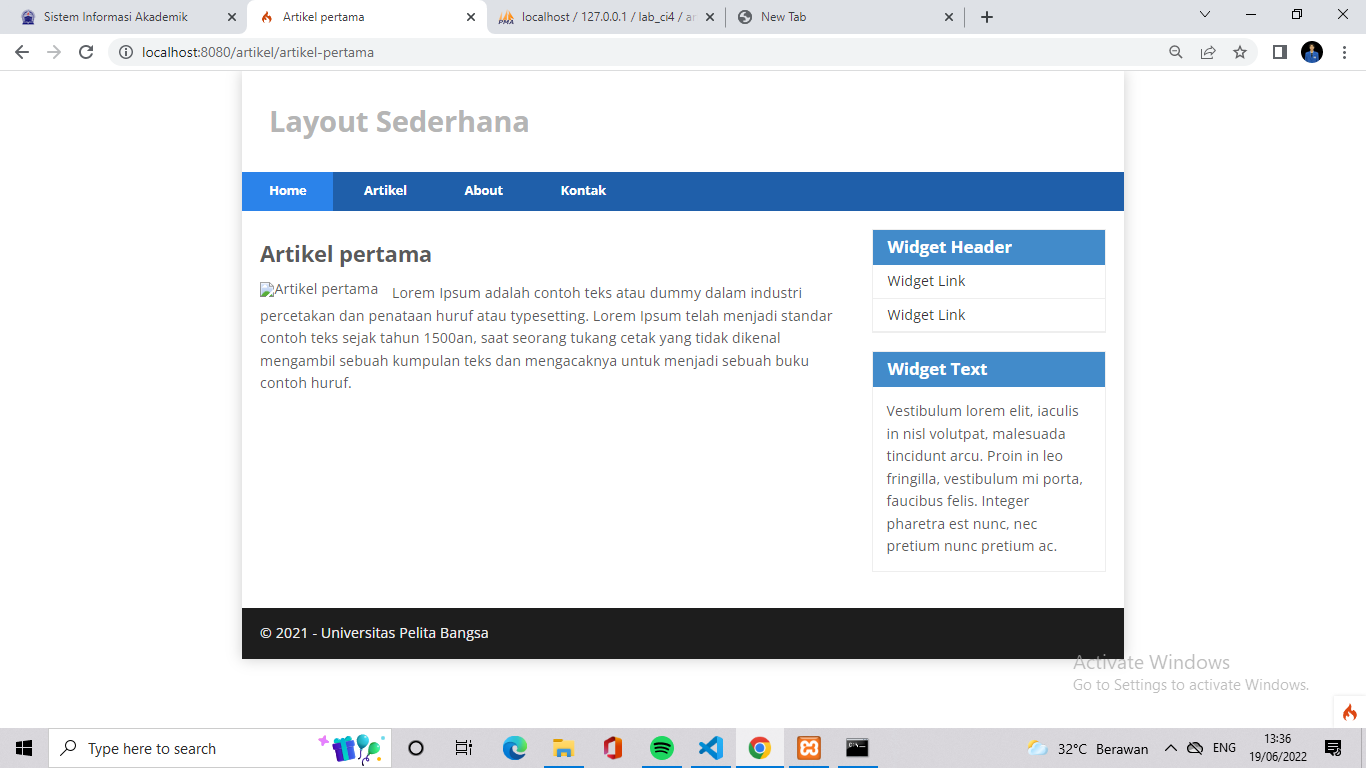 Sistem Informasi Akademik
Artikel pertama
localhost / 127.0.0.1 / lab_ci4 / ar
New Tab
localhost:8080/artikel/artikel-pertama
Layout Sederhana
Home Artikel About Kontak
Artikel pertama
Artikel pertama Lorem Ipsum adalah contoh teks atau dummy dalam industri
percetakan dan penataan huruf atau typesetting. Lorem Ipsum telah menjadi standar
contoh teks sejak tahun 1500an, saat seorang tukang cetak yang tidak dikenal
mengambil sebuah kumpulan teks dan mengacaknya untuk menjadi sebuah buku
contoh huruf.
Widget Header
Widget Link
Widget Link
Widget Text
Vestibulum lorem elit, iaculis
in nisl volutpat, malesuada
tincidunt arcu. Proin in leo
fringilla, vestibulum mi porta,
faucibus felis. Integer
pharetra est nunc, nec
pretium nunc pretium ac.
© 2021 - Universitas Pelita Bangsa
Activate Windows
Go to Settings to activate Windows.
Type here to search
32°C Berawan
ENG
13:36
19/06/2022